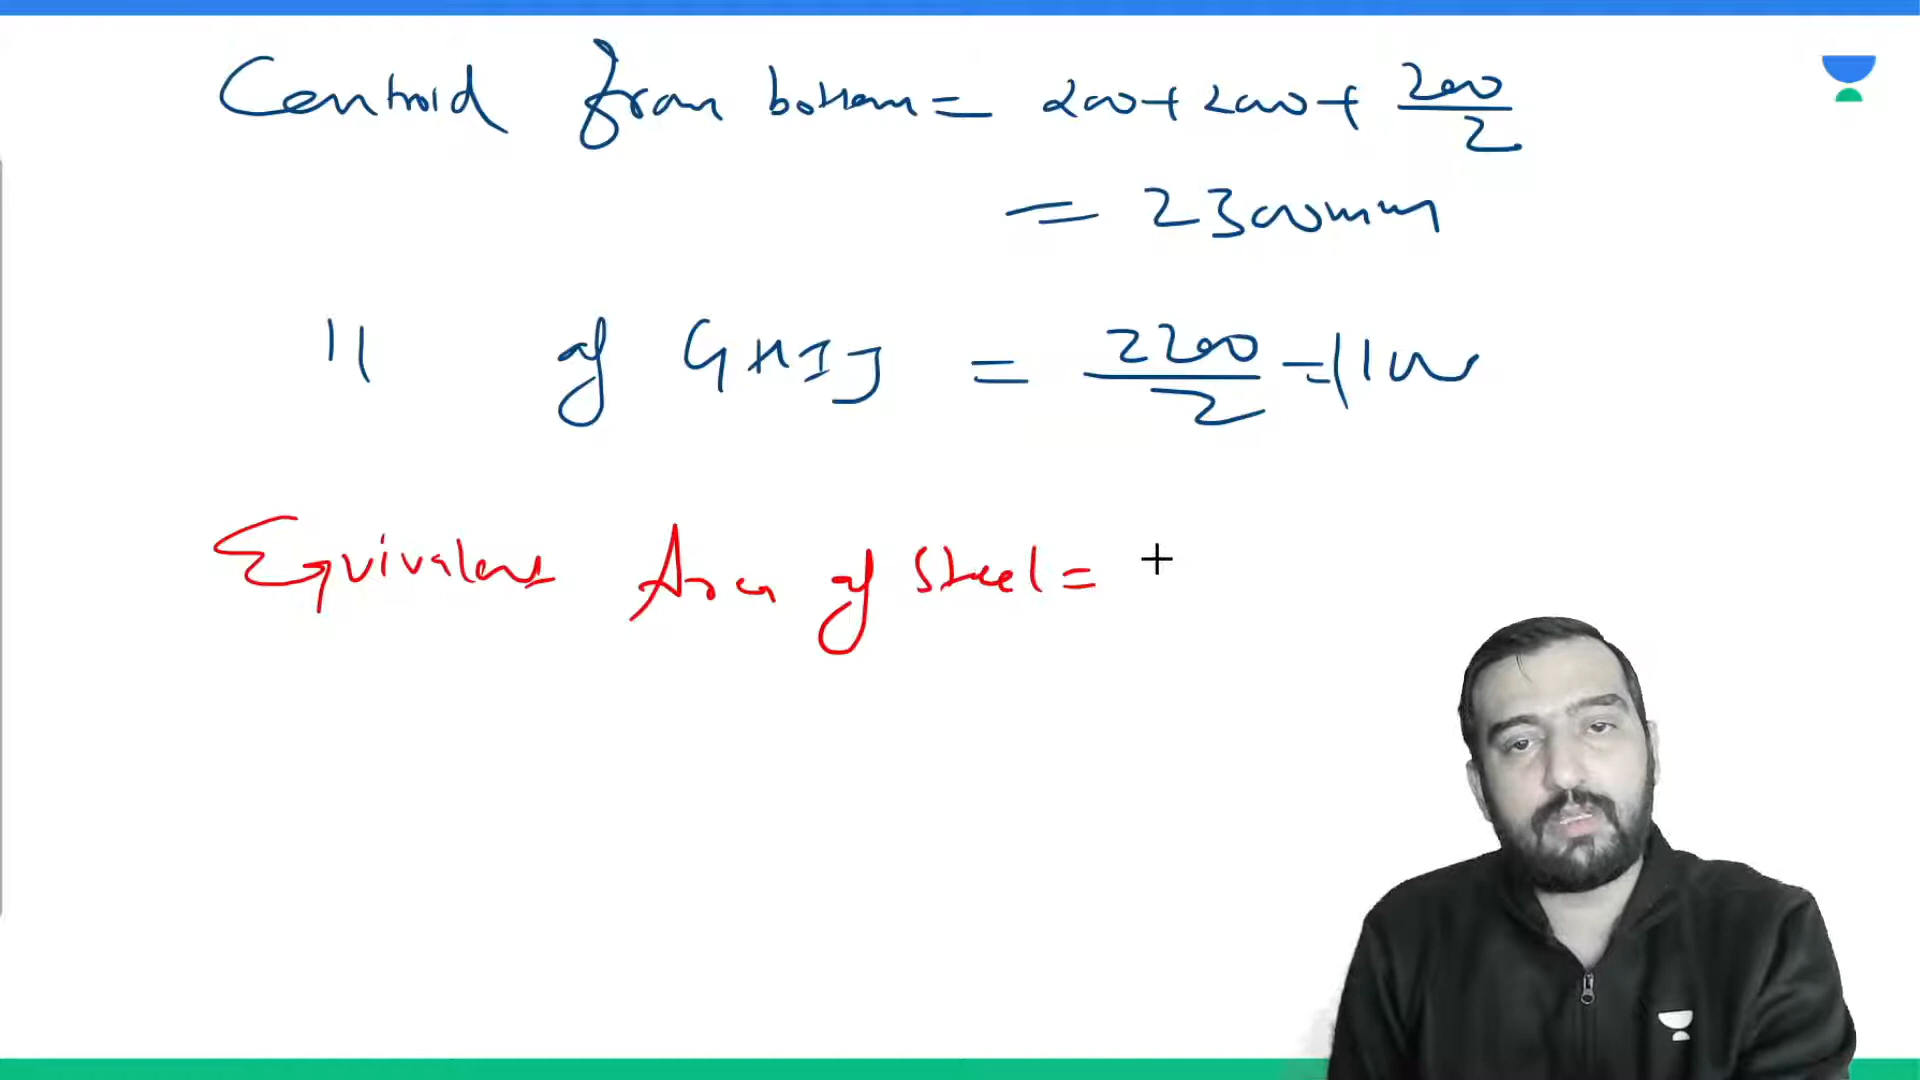 Centroid from bottom = 200 + 200 + 200/2
= 2300mm
" of GHIJ = 2200/2 = 1100
Equivalent Area of Steel =